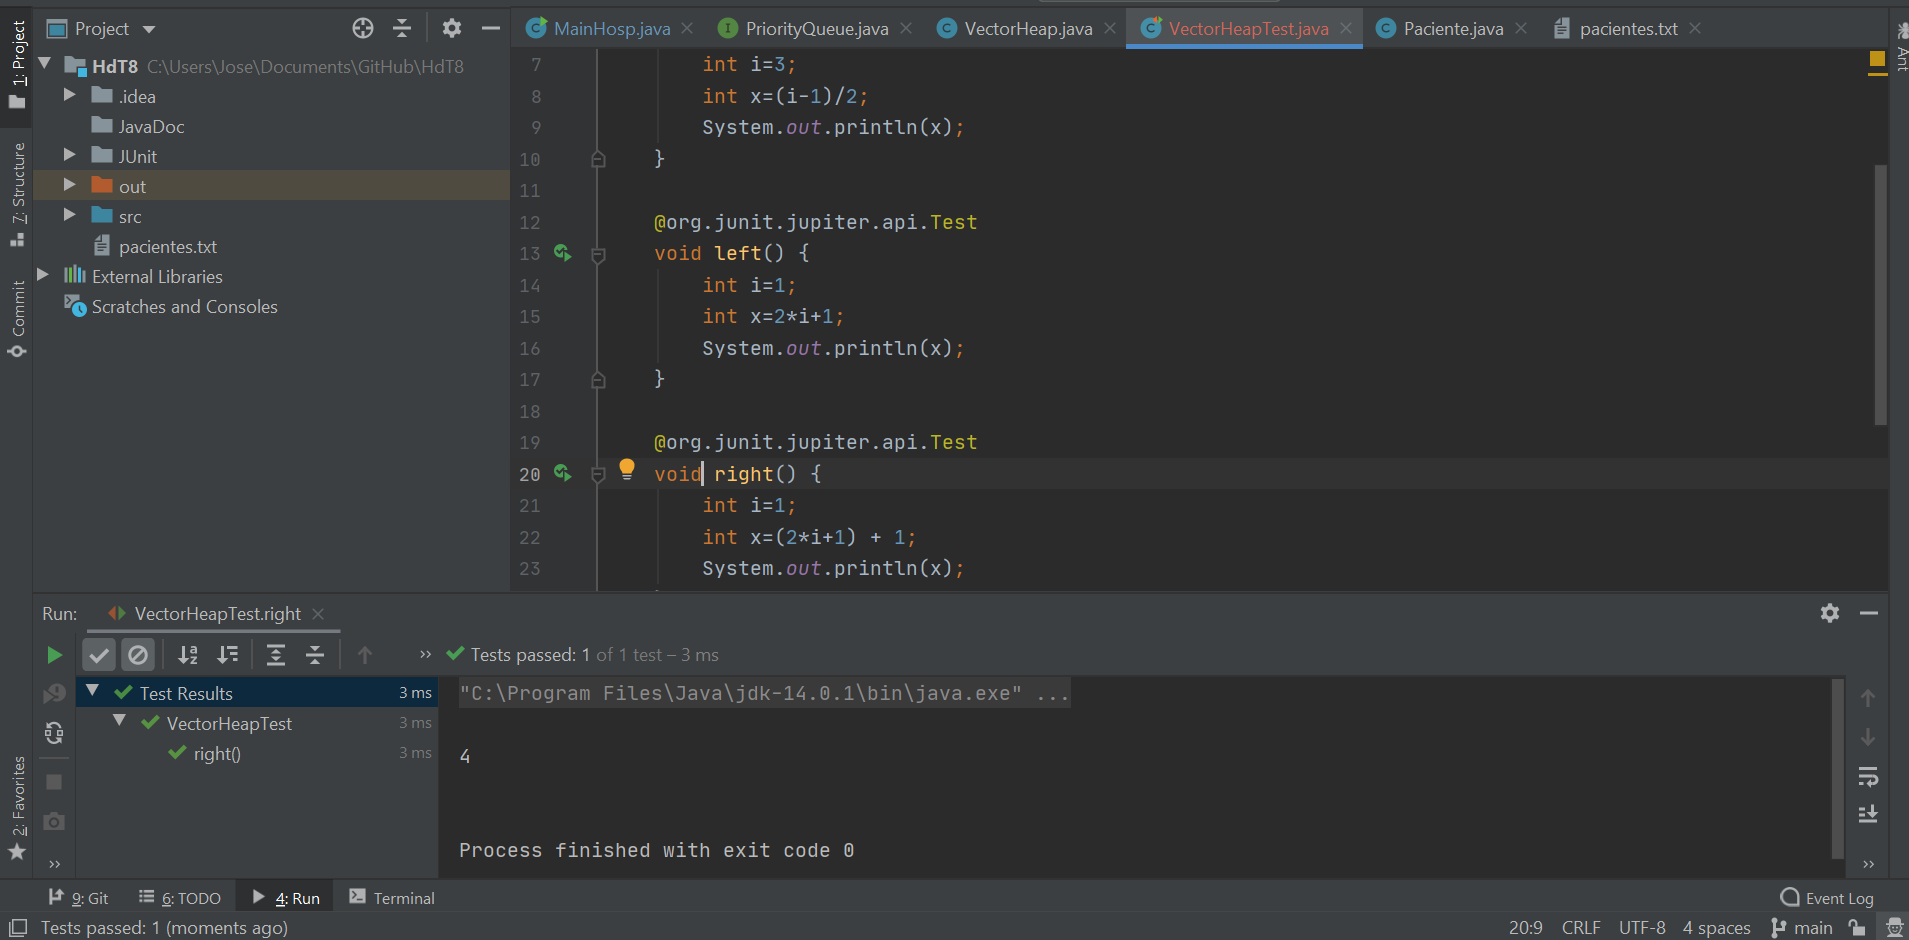 Project
MainHosp.java
PriorityQueue.java
VectorHeap.java
VectorHeapTest.java
Paciente.java
pacientes.txt
1: Project
7: Structure
Commit
2: Favorites
Ant
HdT8 C:\Users\Jose\Documents\GitHub\HdT8
.idea
JavaDoc
JUnit
out
src
pacientes.txt
External Libraries
Scratches and Consoles
7 int i=3;
8 int x=(i-1)/2;
9 System.out.println(x);
10 }
11
12 @org.junit.jupiter.api.Test
13 void left() {
14 int i=1;
15 int x=2*i+1;
16 System.out.println(x);
17 }
18
19 @org.junit.jupiter.api.Test
20 void right() {
21 int i=1;
22 int x=(2*i+1) + 1;
23 System.out.println(x);
Run: VectorHeapTest.right
Tests passed: 1 of 1 test – 3 ms
Test Results 3 ms
VectorHeapTest 3 ms
right() 3 ms
"C:\Program Files\Java\jdk-14.0.1\bin\java.exe" ...
4
Process finished with exit code 0
9: Git
6: TODO
4: Run
Terminal
Event Log
Tests passed: 1 (moments ago)
20:9 CRLF UTF-8 4 spaces main